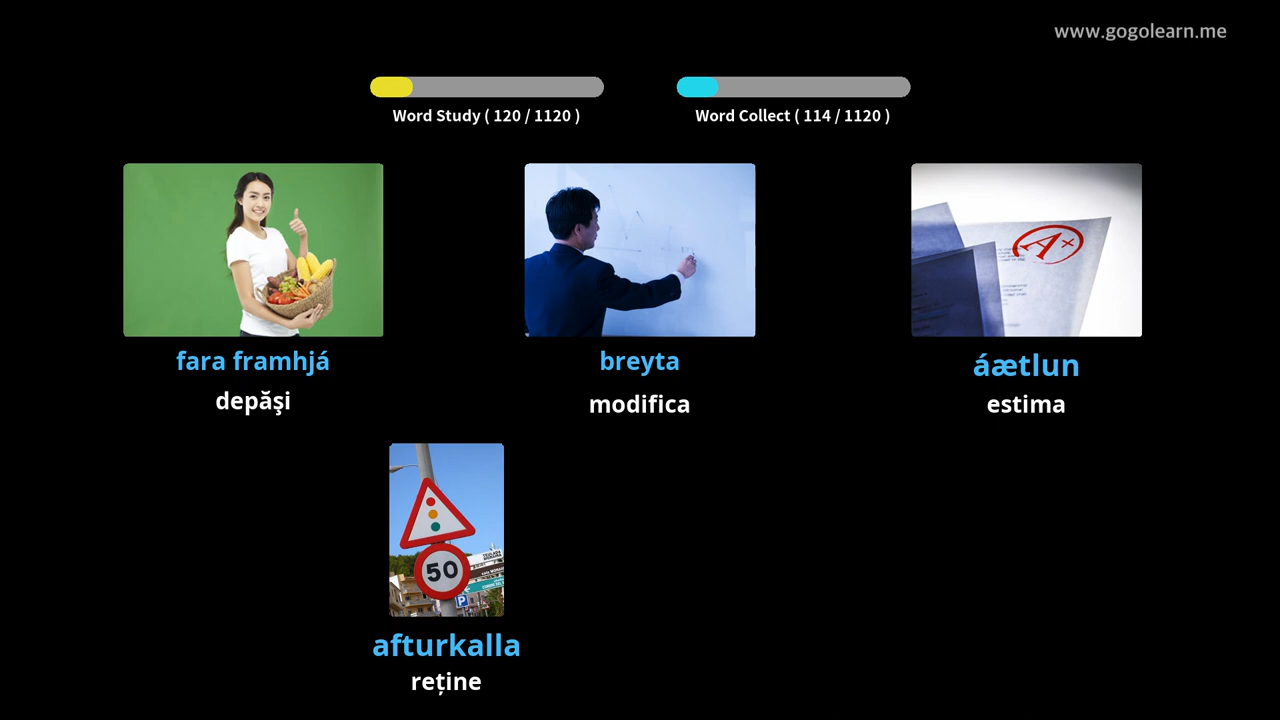 www.gogolearn.me
Word Study ( 120 / 1120 )
Word Collect ( 114 / 1120 )
A+
fara framhjá
breyta
áætlun
depăşi
modifica
estima
50
P
afturkalla
reține